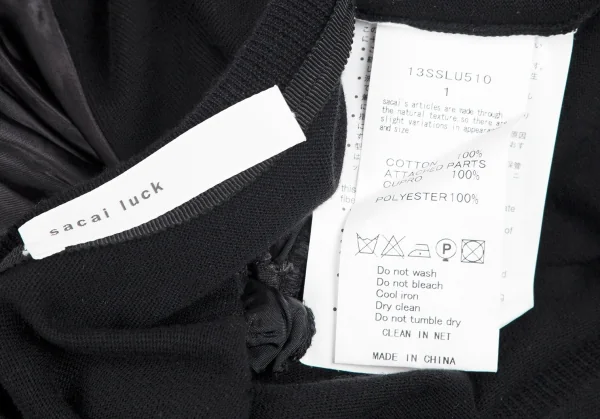 sacai luck
13SSLU510
1
sacai's articles are made through
the natural texture so there are
slight variations in appearance
and size
COTTON 100%
ATTACHED PARTS
CUPRO 100%
POLYESTER100%
P
Do not wash
Do not bleach
Cool iron
Dry clean
Do not tumble dry
CLEAN IN NET
MADE IN CHINA